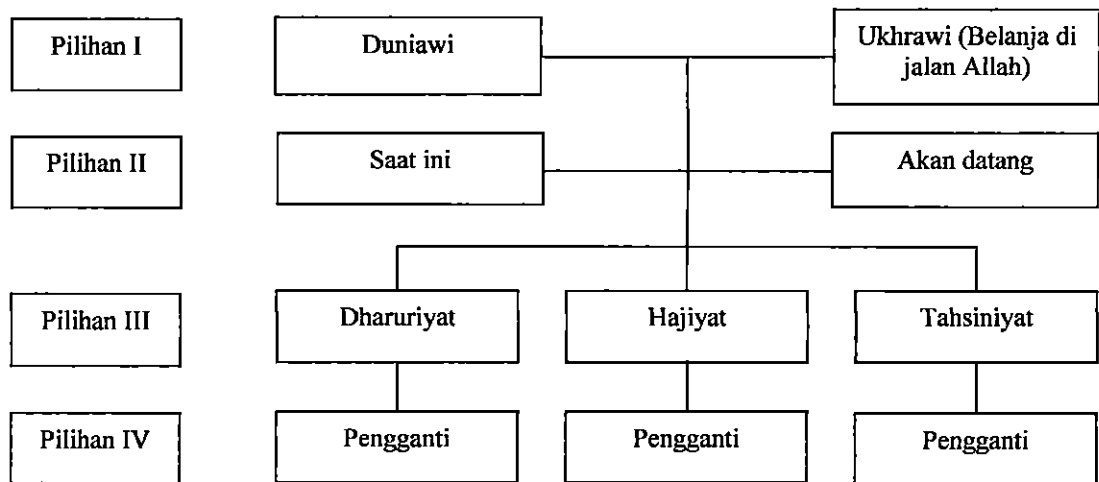 Pilihan I
Duniawi
Ukhrawi (Belanja di
jalan Allah)
Pilihan II
Saat ini
Akan datang
Pilihan III
Dharuriyat
Hajiyat
Tahsiniyat
Pilihan IV
Pengganti
Pengganti
Pengganti